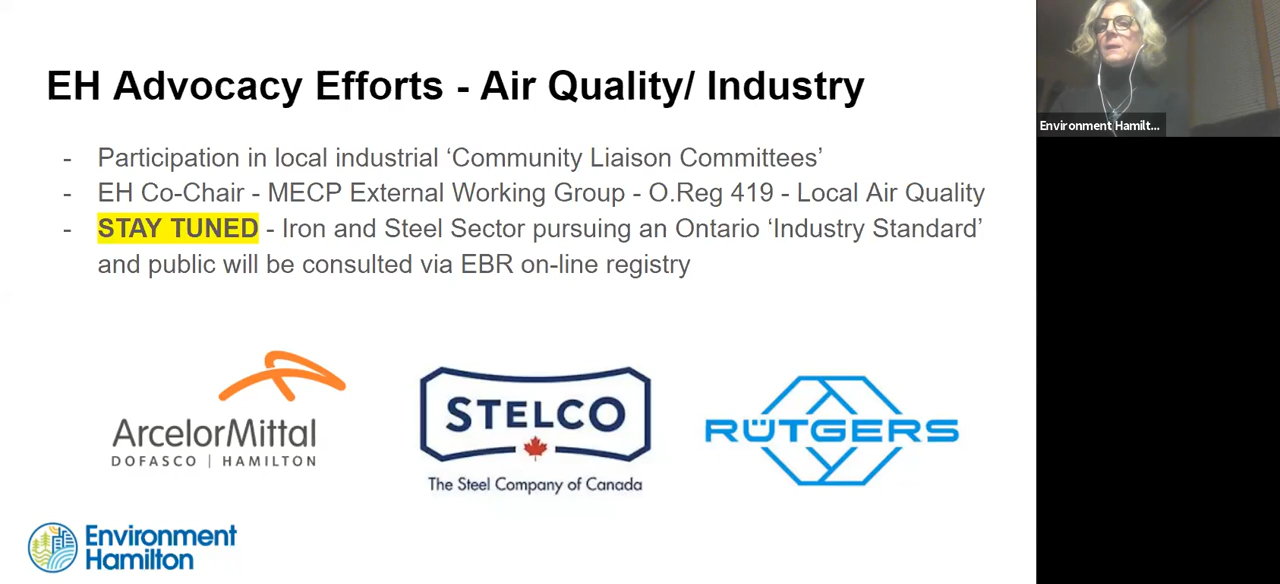 EH Advocacy Efforts - Air Quality/ Industry
- Participation in local industrial ‘Community Liaison Committees’
- EH Co-Chair - MECP External Working Group - O.Reg 419 - Local Air Quality
- STAY TUNED - Iron and Steel Sector pursuing an Ontario ‘Industry Standard’
and public will be consulted via EBR on-line registry
ArcelorMittal
DOFASCO | HAMILTON
STELCO
The Steel Company of Canada
RÜTGERS
Environment
Hamilton
Environment Hamilt...